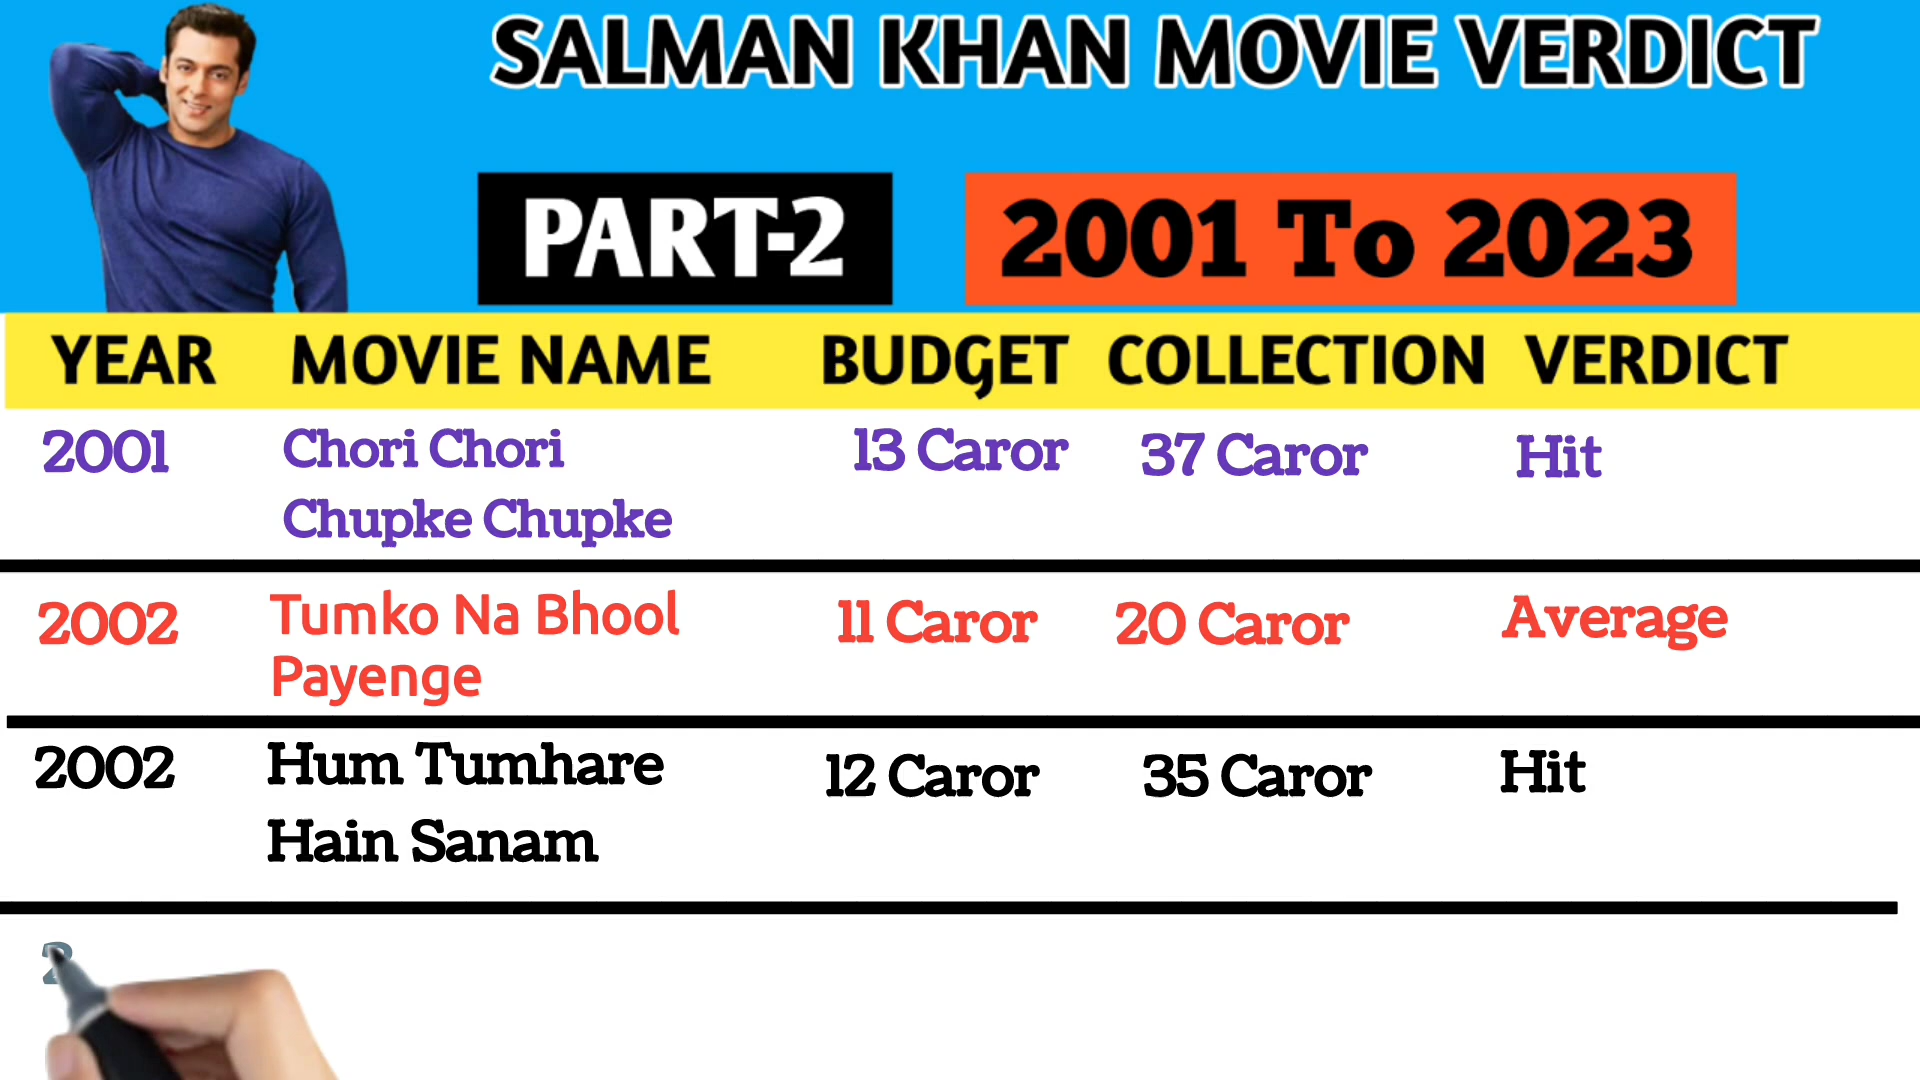 SALMAN KHAN MOVIE VERDICT
PART-2 2001 To 2023
YEAR MOVIE NAME BUDGET COLLECTION VERDICT
2001 Chori Chori 13 Caror 37 Caror Hit
Chupke Chupke
2002 Tumko Na Bhool 11 Caror 20 Caror Average
Payenge
2002 Hum Tumhare 12 Caror 35 Caror Hit
Hain Sanam
2